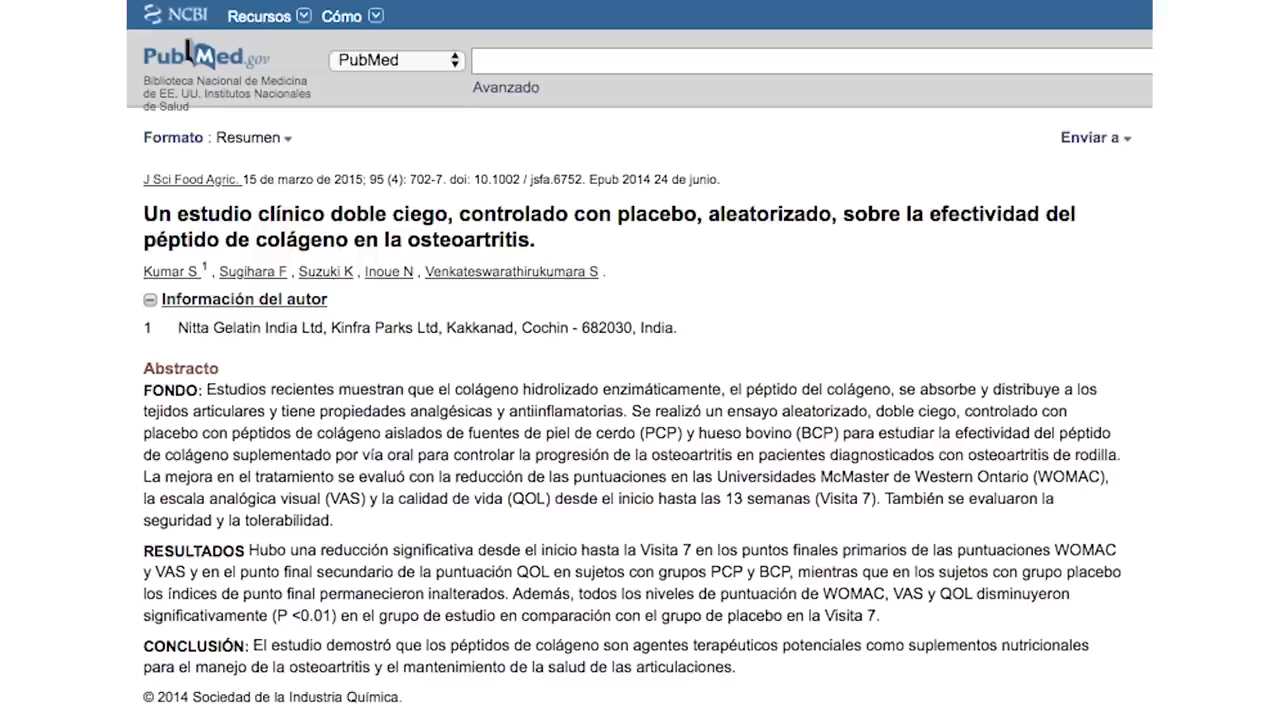 NCBI Recursos Cómo
PubMed.gov
PubMed
Biblioteca Nacional de Medicina
de EE. UU. Institutos Nacionales
de Salud
Avanzado
Formato : Resumen
Enviar a
J Sci Food Agric. 15 de marzo de 2015; 95 (4): 702-7. doi: 10.1002 / jsfa.6752. Epub 2014 24 de junio.
Un estudio clínico doble ciego, controlado con placebo, aleatorizado, sobre la efectividad del
péptido de colágeno en la osteoartritis.
Kumar S 1 , Sugihara F , Suzuki K , Inoue N , Venkateswarathirukumara S .
Información del autor
1 Nitta Gelatin India Ltd, Kinfra Parks Ltd, Kakkanad, Cochin - 682030, India.
Abstracto
FONDO: Estudios recientes muestran que el colágeno hidrolizado enzimáticamente, el péptido del colágeno, se absorbe y distribuye a los
tejidos articulares y tiene propiedades analgésicas y antiinflamatorias. Se realizó un ensayo aleatorizado, doble ciego, controlado con
placebo con péptidos de colágeno aislados de fuentes de piel de cerdo (PCP) y hueso bovino (BCP) para estudiar la efectividad del péptido
de colágeno suplementado por vía oral para controlar la progresión de la osteoartritis en pacientes diagnosticados con osteoartritis de rodilla.
La mejora en el tratamiento se evaluó con la reducción de las puntuaciones en las Universidades McMaster de Western Ontario (WOMAC),
la escala analógica visual (VAS) y la calidad de vida (QOL) desde el inicio hasta las 13 semanas (Visita 7). También se evaluaron la
seguridad y la tolerabilidad.
RESULTADOS Hubo una reducción significativa desde el inicio hasta la Visita 7 en los puntos finales primarios de las puntuaciones WOMAC
y VAS y en el punto final secundario de la puntuación QOL en sujetos con grupos PCP y BCP, mientras que en los sujetos con grupo placebo
los índices de punto final permanecieron inalterados. Además, todos los niveles de puntuación de WOMAC, VAS y QOL disminuyeron
significativamente (P <0.01) en el grupo de estudio en comparación con el grupo de placebo en la Visita 7.
CONCLUSIÓN: El estudio demostró que los péptidos de colágeno son agentes terapéuticos potenciales como suplementos nutricionales
para el manejo de la osteoartritis y el mantenimiento de la salud de las articulaciones.
© 2014 Sociedad de la Industria Química.